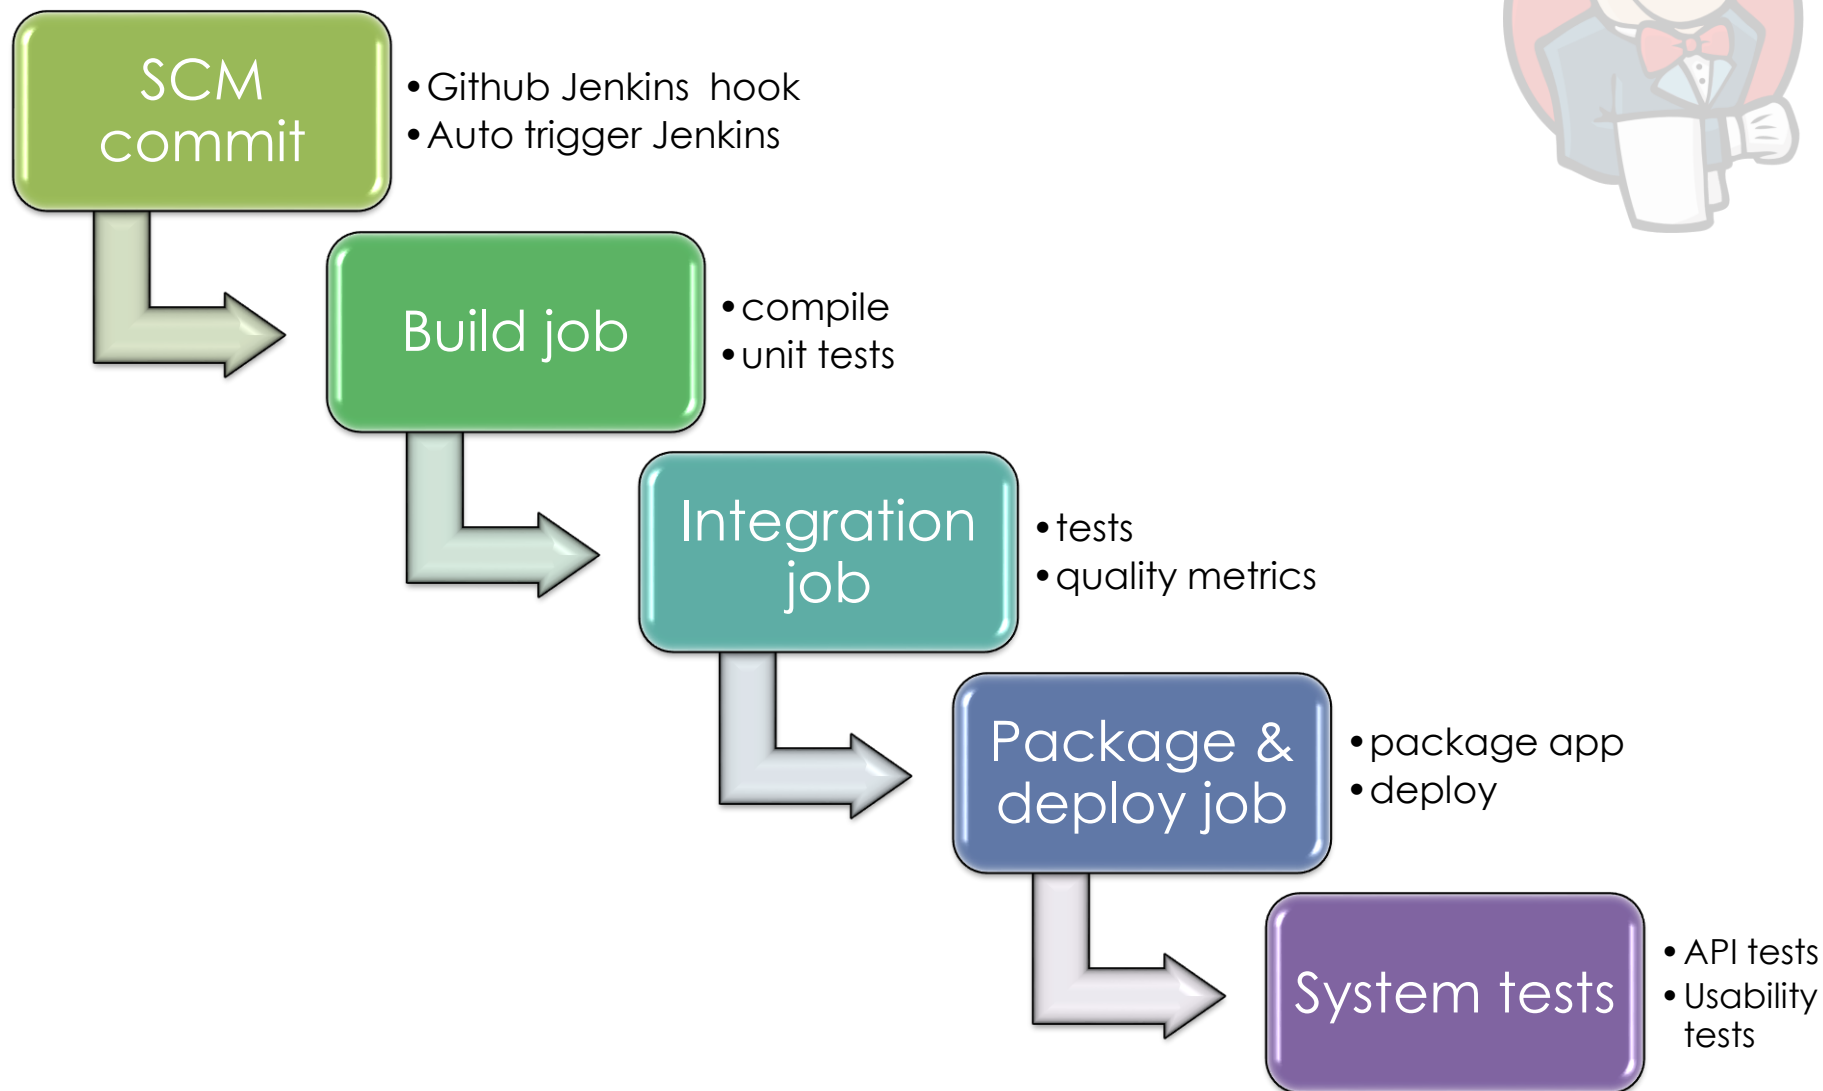 SCM
commit
• Github Jenkins  hook
• Auto trigger Jenkins
Build job
• compile
• unit tests
Integration
job
• tests
• quality metrics
Package &
deploy job
• package app
• deploy
System tests
• API tests
• Usability
tests